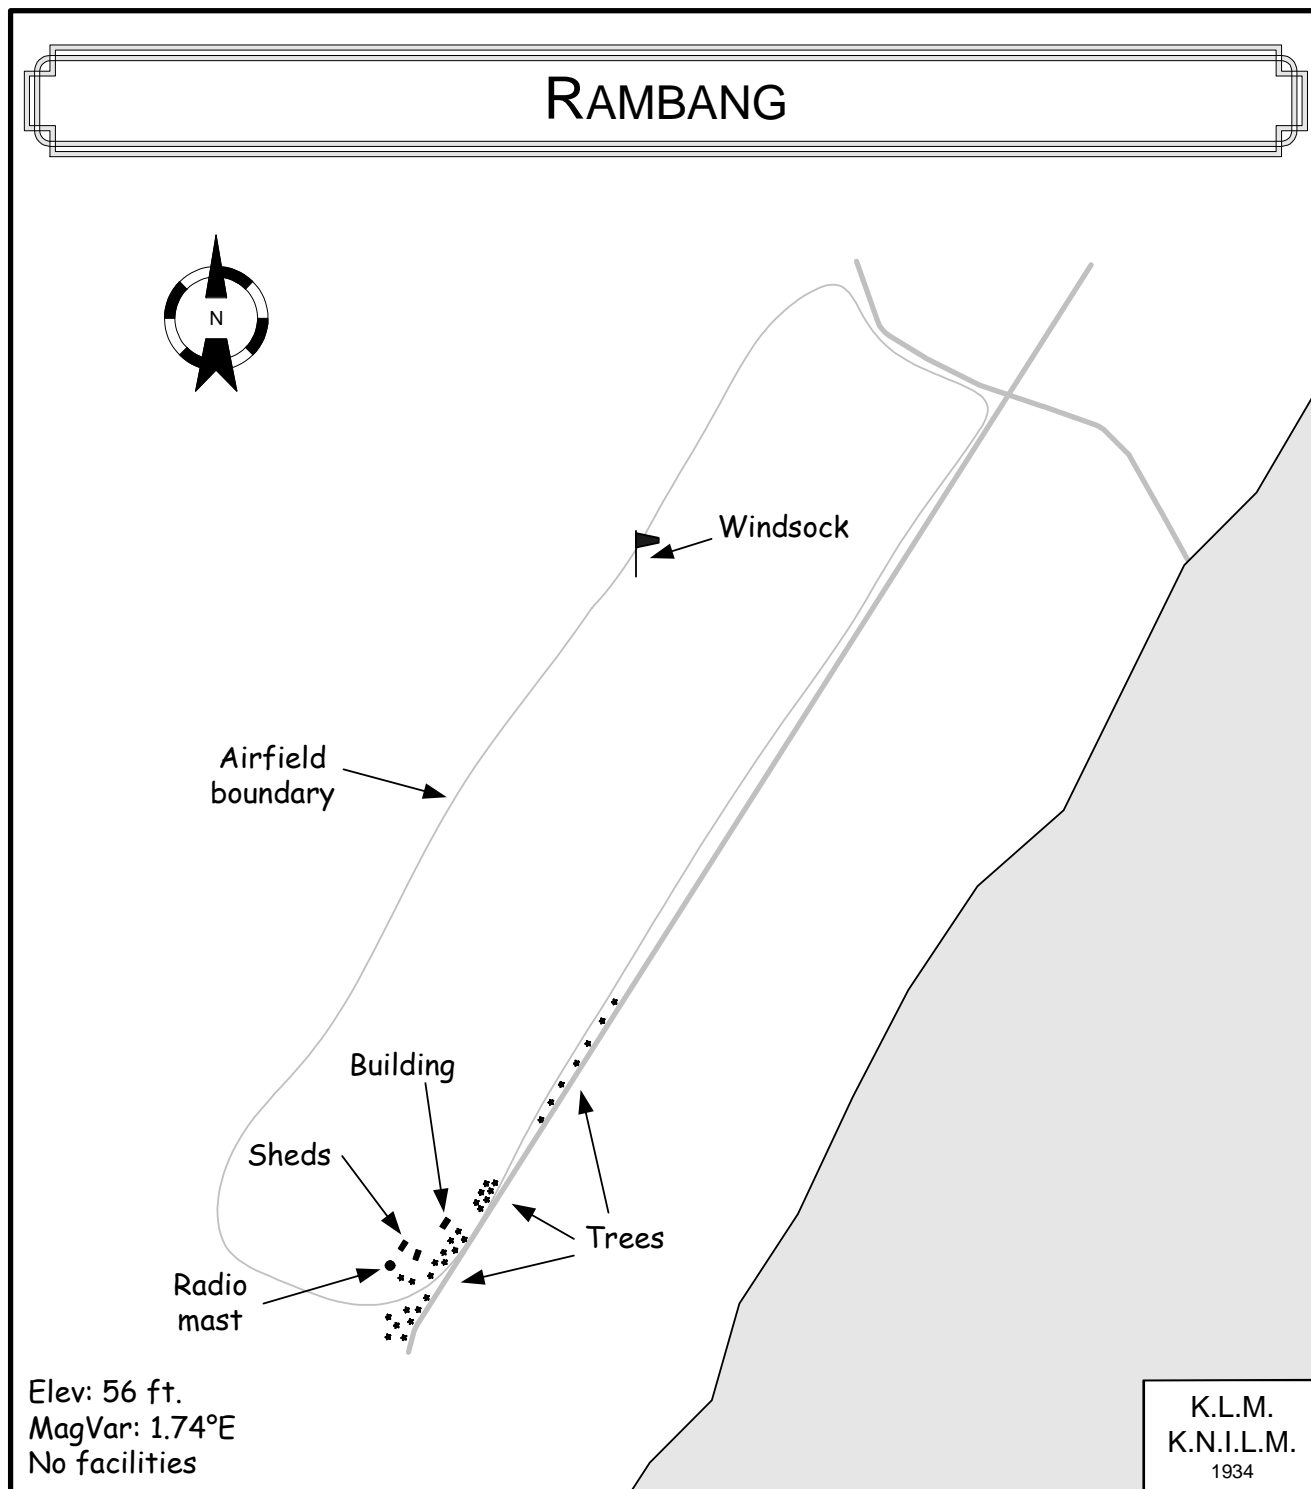 RAMBANG
N
Windsock
Airfield
boundary
Building
Sheds
Trees
Radio
mast
Elev: 56 ft.
MagVar: 1.74°E
No facilities
K.L.M.
K.N.I.L.M.
1934